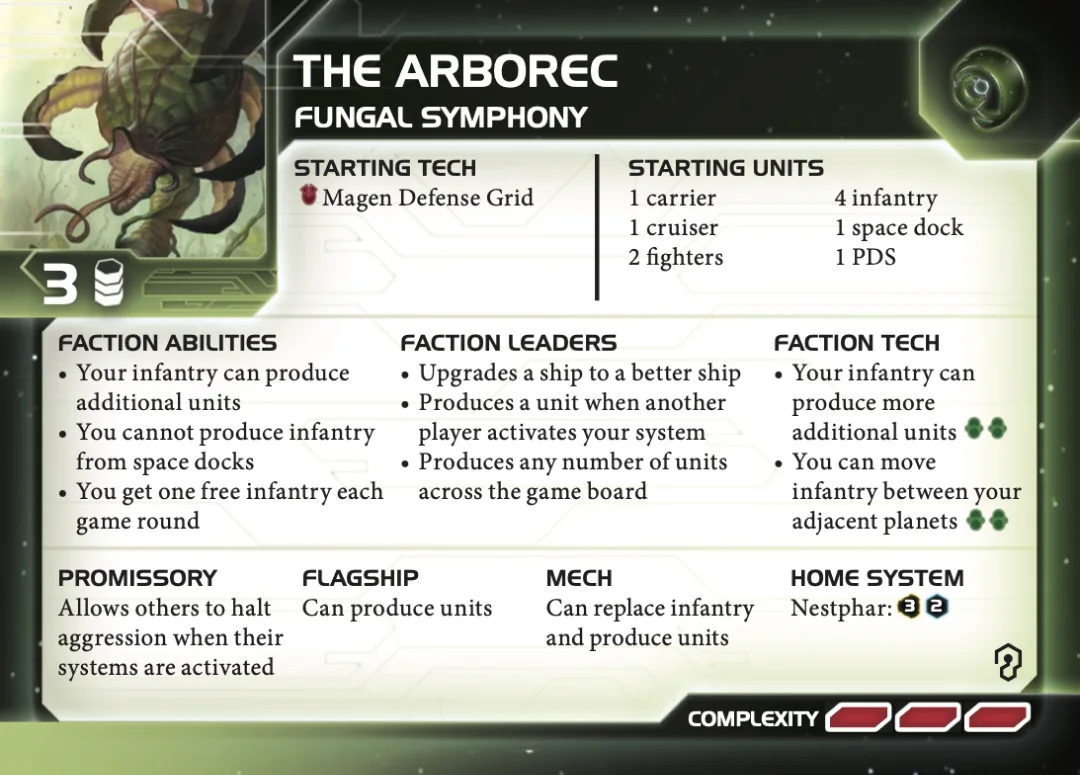 THE ARBOREC
FUNGAL SYMPHONY
3
STARTING TECH
Magen Defense Grid
STARTING UNITS
1 carrier
1 cruiser
2 fighters
4 infantry
1 space dock
1 PDS
FACTION ABILITIES
• Your infantry can produce
additional units
• You cannot produce infantry
from space docks
• You get one free infantry each
game round
FACTION LEADERS
• Upgrades a ship to a better ship
• Produces a unit when another
player activates your system
• Produces any number of units
across the game board
FACTION TECH
• Your infantry can
produce more
additional units
• You can move
infantry between your
adjacent planets
PROMISSORY
Allows others to halt
aggression when their
systems are activated
FLAGSHIP
Can produce units
MECH
Can replace infantry
and produce units
HOME SYSTEM
Nestphar: 3 2
COMPLEXITY